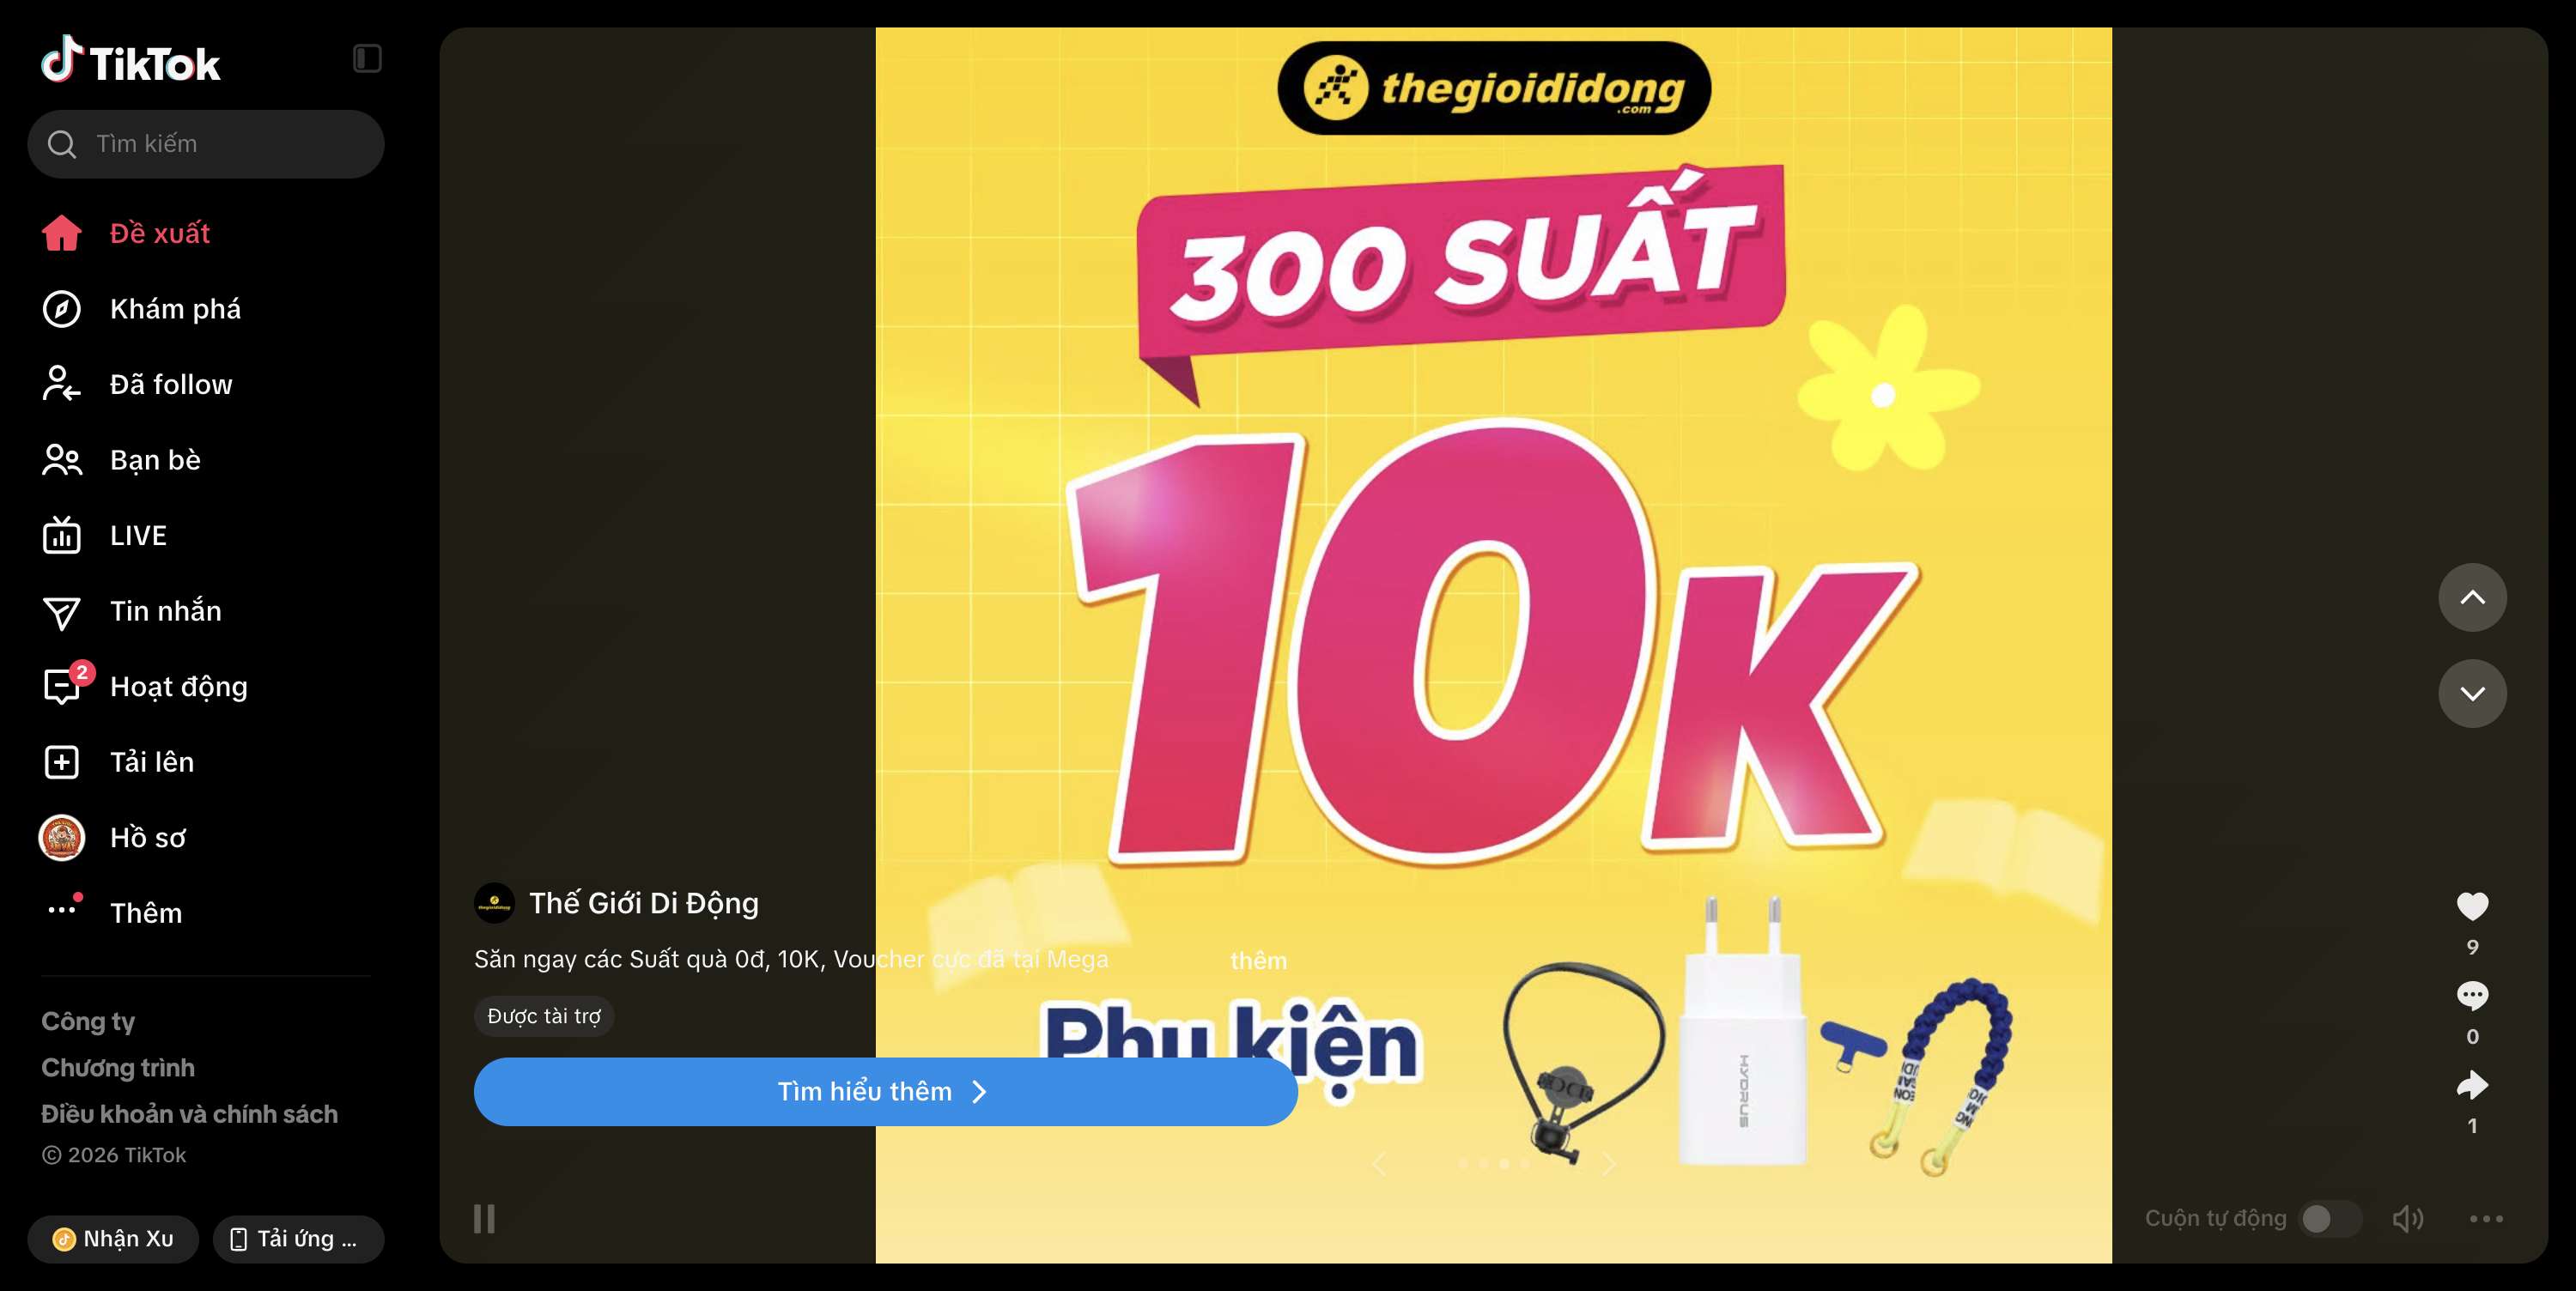 TikTok
Tìm kiếm
Đề xuất
Khám phá
Đã follow
Bạn bè
LIVE
Tin nhắn
2
Hoạt động
Tải lên
Hồ sơ
Thêm
Công ty
Chương trình
Điều khoản và chính sách
© 2026 TikTok
Nhận Xu
Tải ứng ...
thegioididong
.com
300 SUẤT
10K
Thế Giới Di Động
Săn ngay các Suất quà 0đ, 10K, Voucher cực đã tại Mega
thêm
Được tài trợ
Phụ kiện
Tìm hiểu thêm
HYDRUS
9
0
1
Cuộn tự động